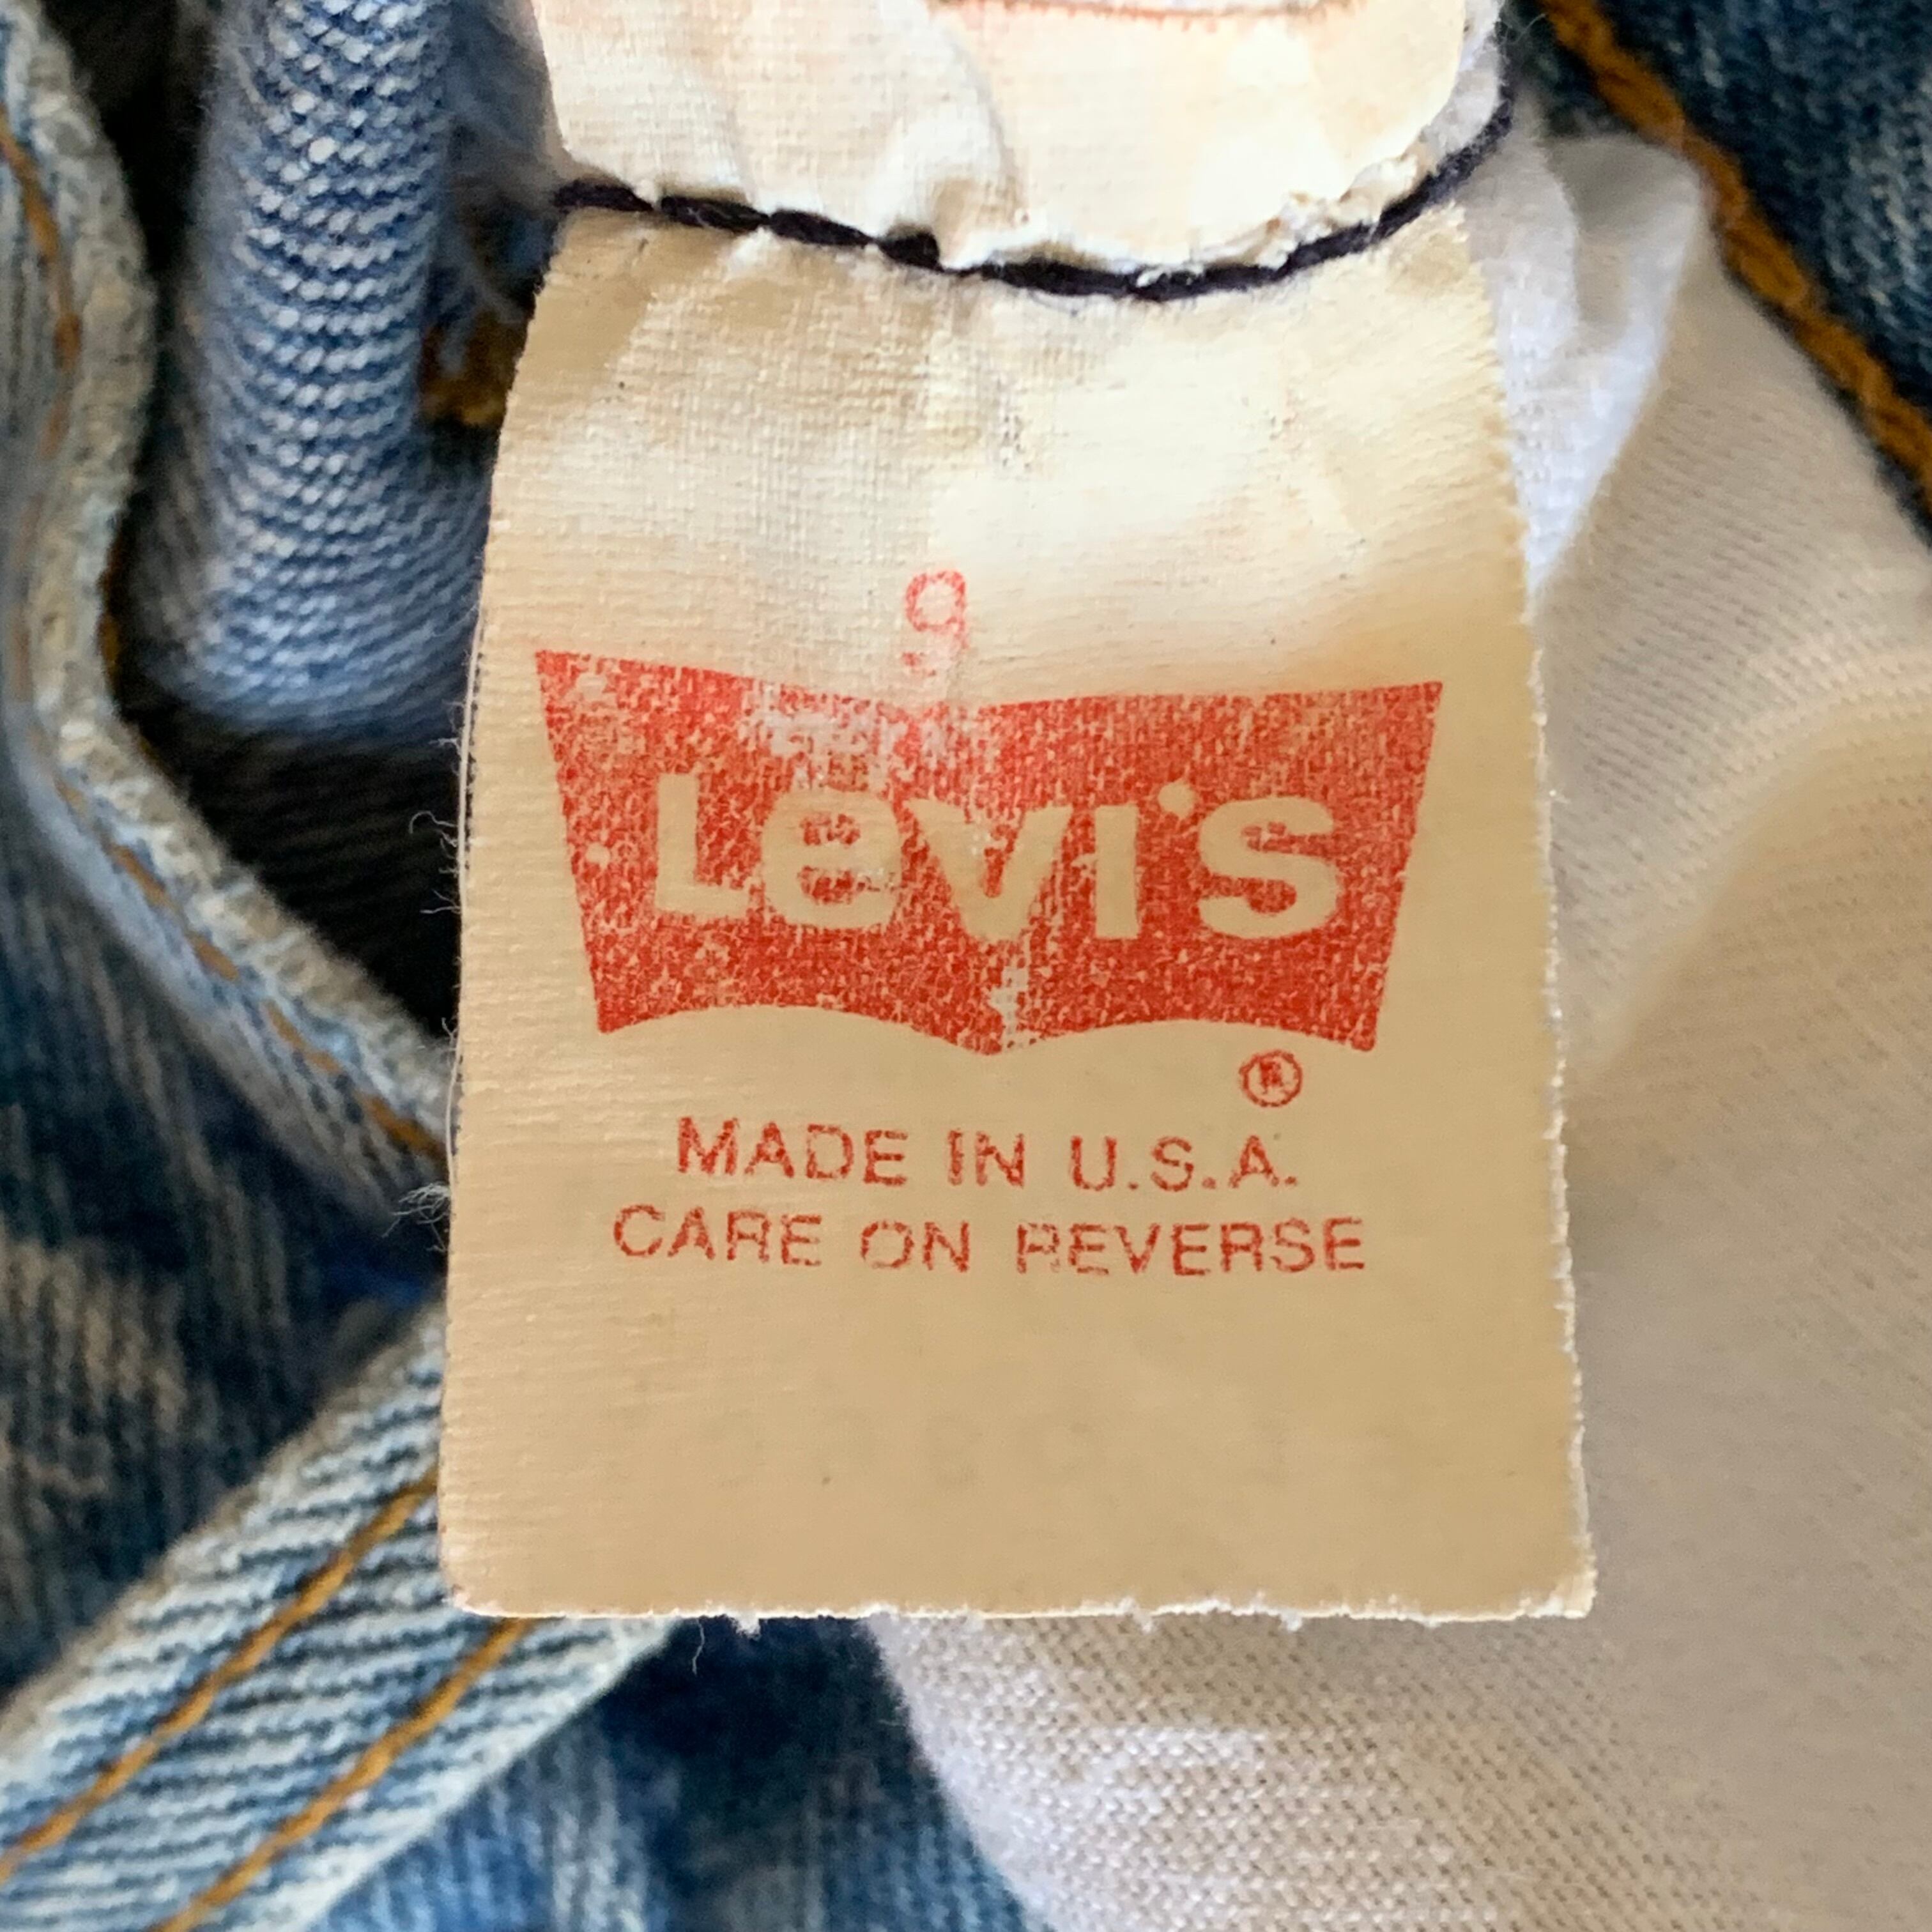 9
Levi's
®
MADE IN U.S.A.
CARE ON REVERSE